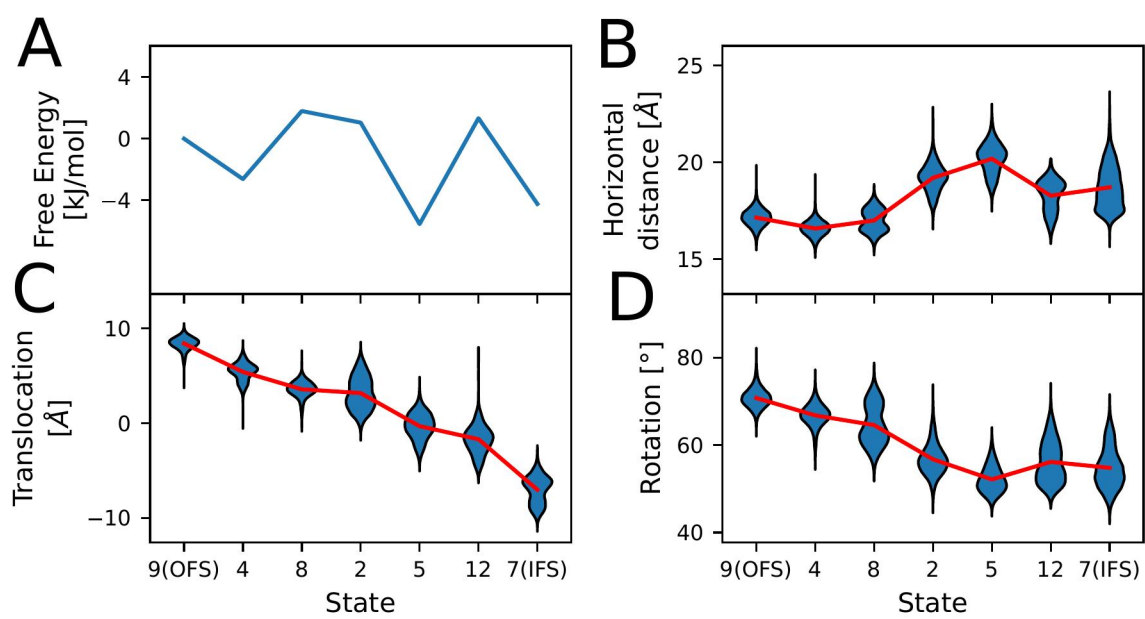 A
Free Energy
[kJ/mol]
4
0
−4
B
Horizontal
distance [Å]
25
20
15
C
Translocation
[Å]
10
0
−10
9(OFS) 4 8 2 5 12 7(IFS)
State
D
Rotation [°]
80
60
40
9(OFS) 4 8 2 5 12 7(IFS)
State